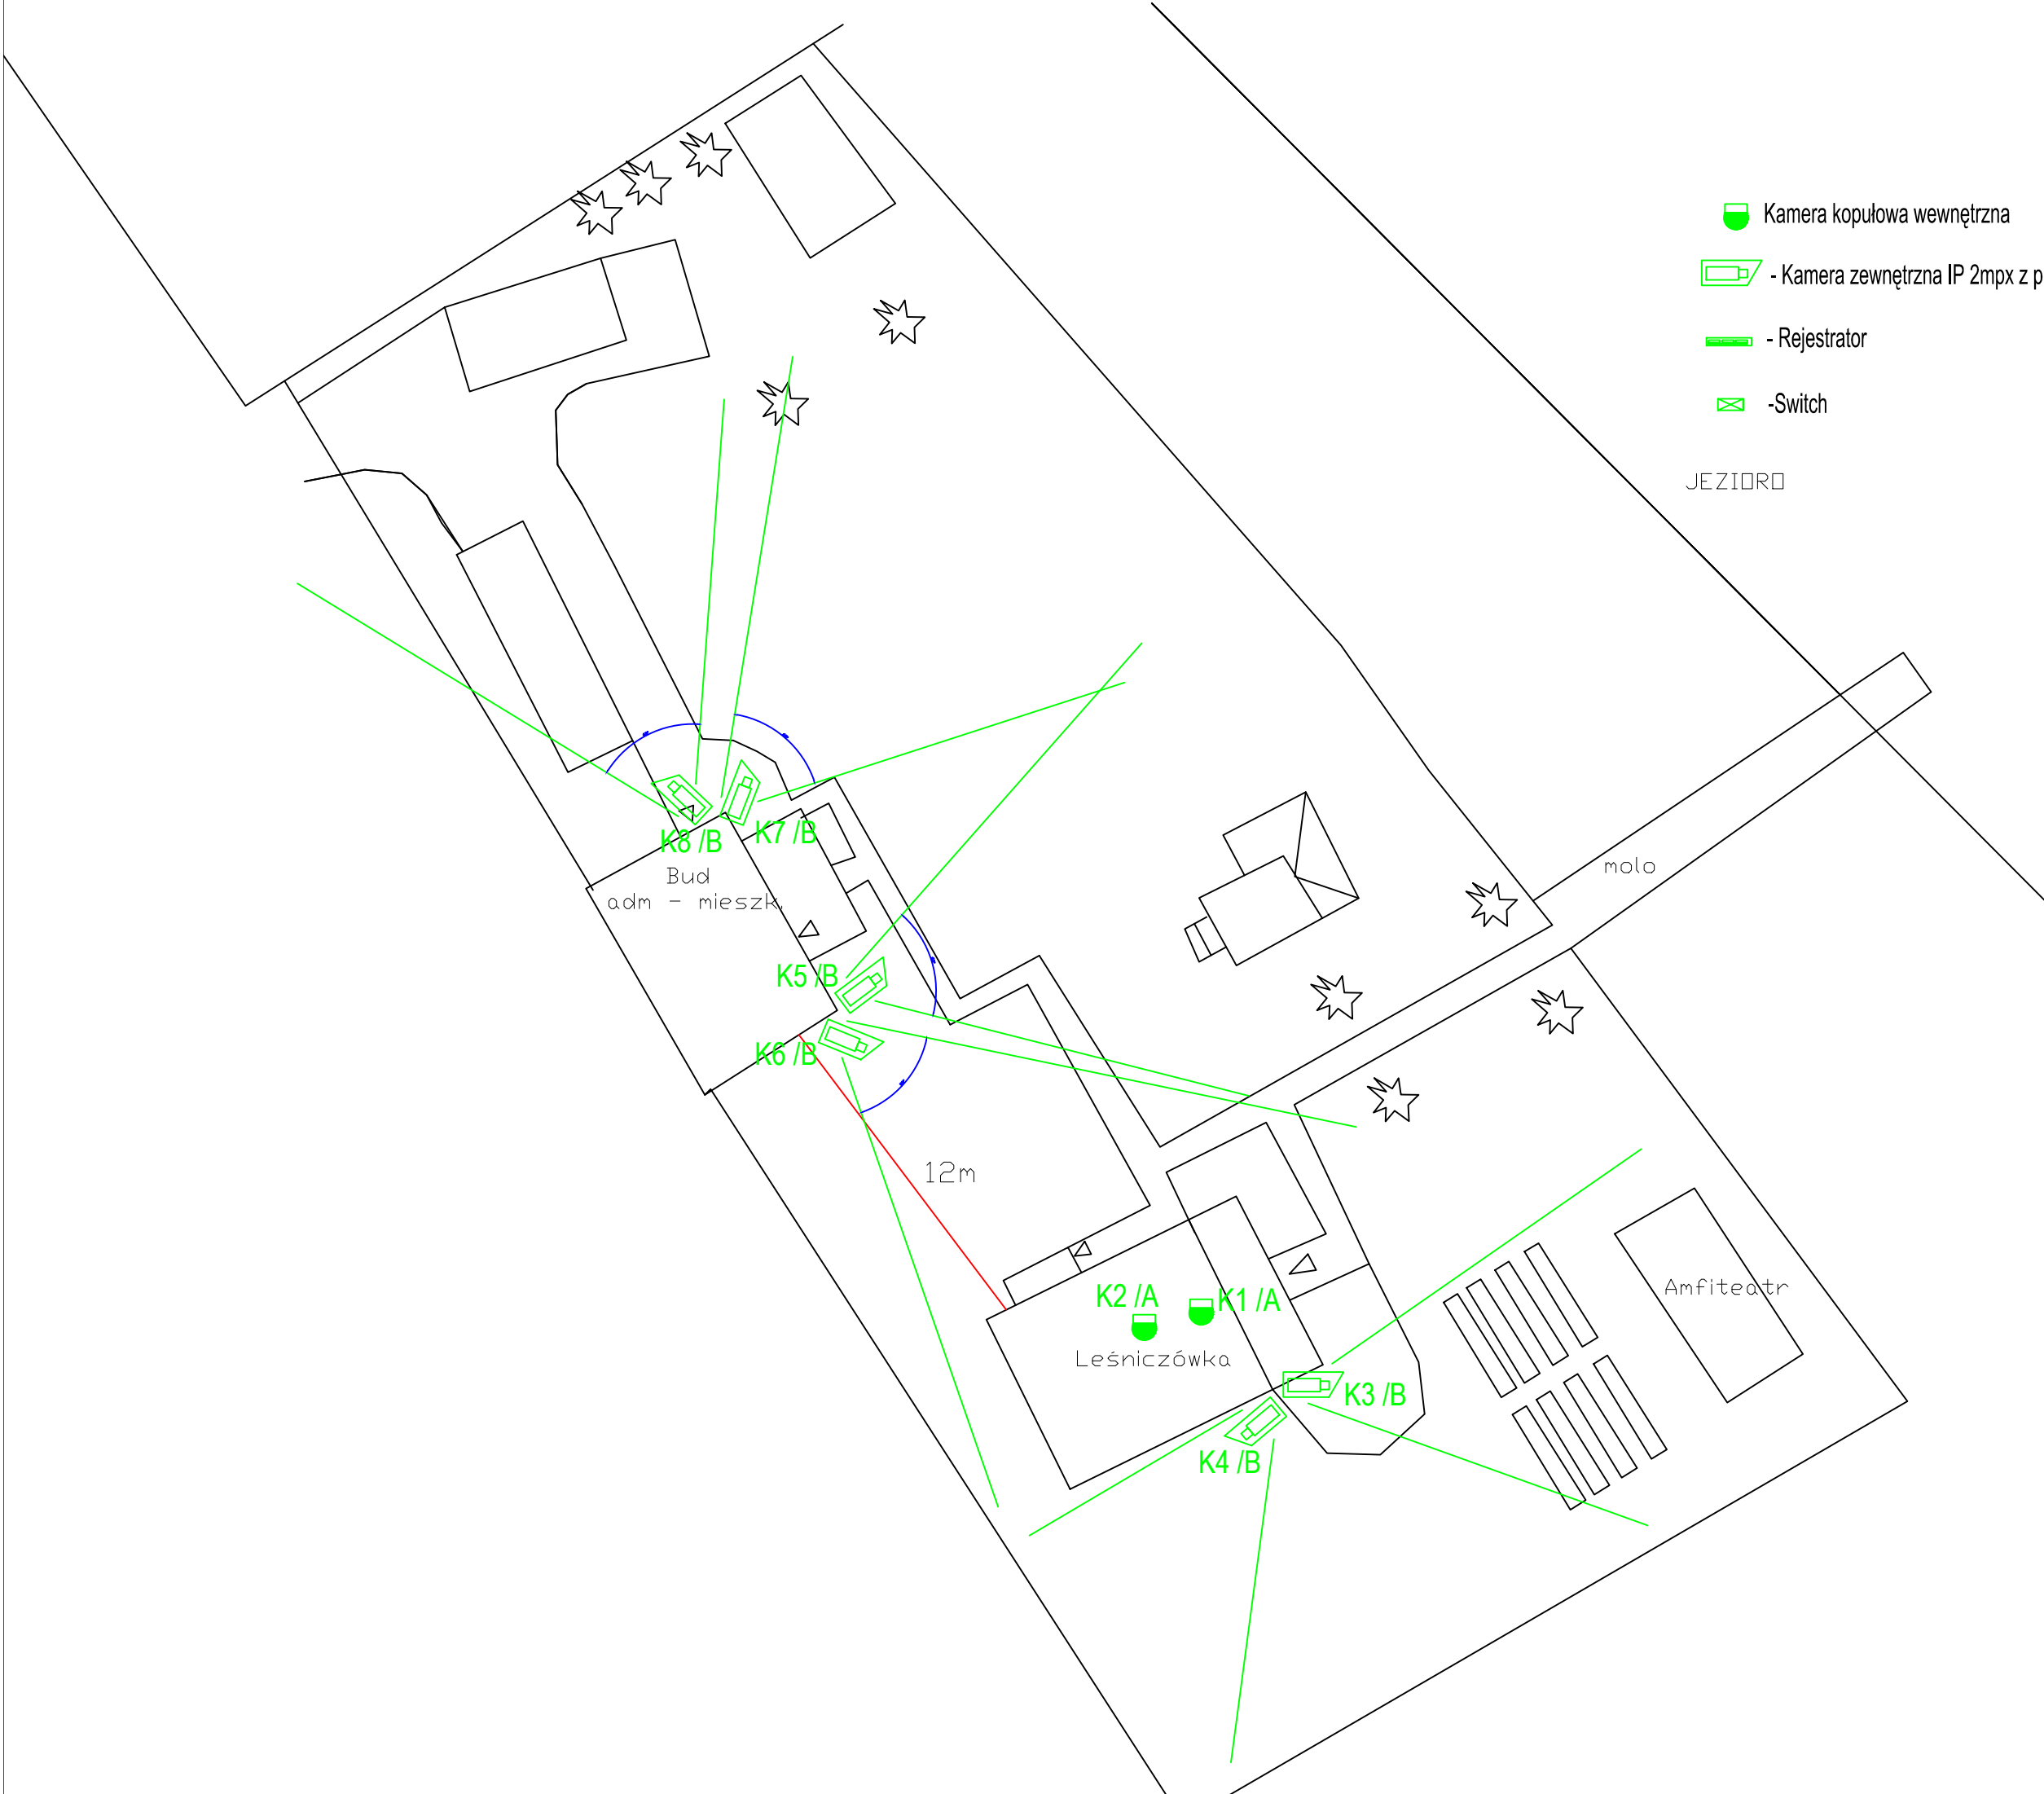 Kamera kopułowa wewnętrzna
- Kamera zewnętrzna IP 2mpx z p
- Rejestrator
-Switch
JEZIORO
molo
K8 /B
K7 /B
Bud
adm - mieszk.
K5 /B
K6 /B
12m
K2 /A
K1 /A
Leśniczówka
Amfiteatr
K3 /B
K4 /B